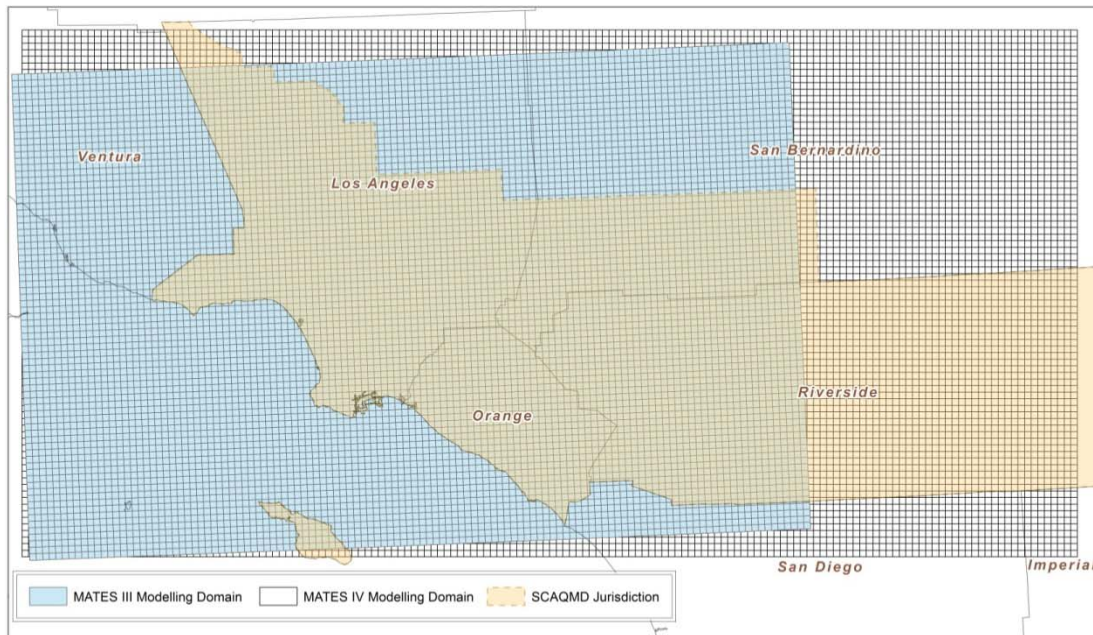 Ventura
San Bernardino
Los Angeles
Riverside
Orange
San Diego
Imperial
MATES III Modelling Domain
MATES IV Modelling Domain
SCAQMD Jurisdiction